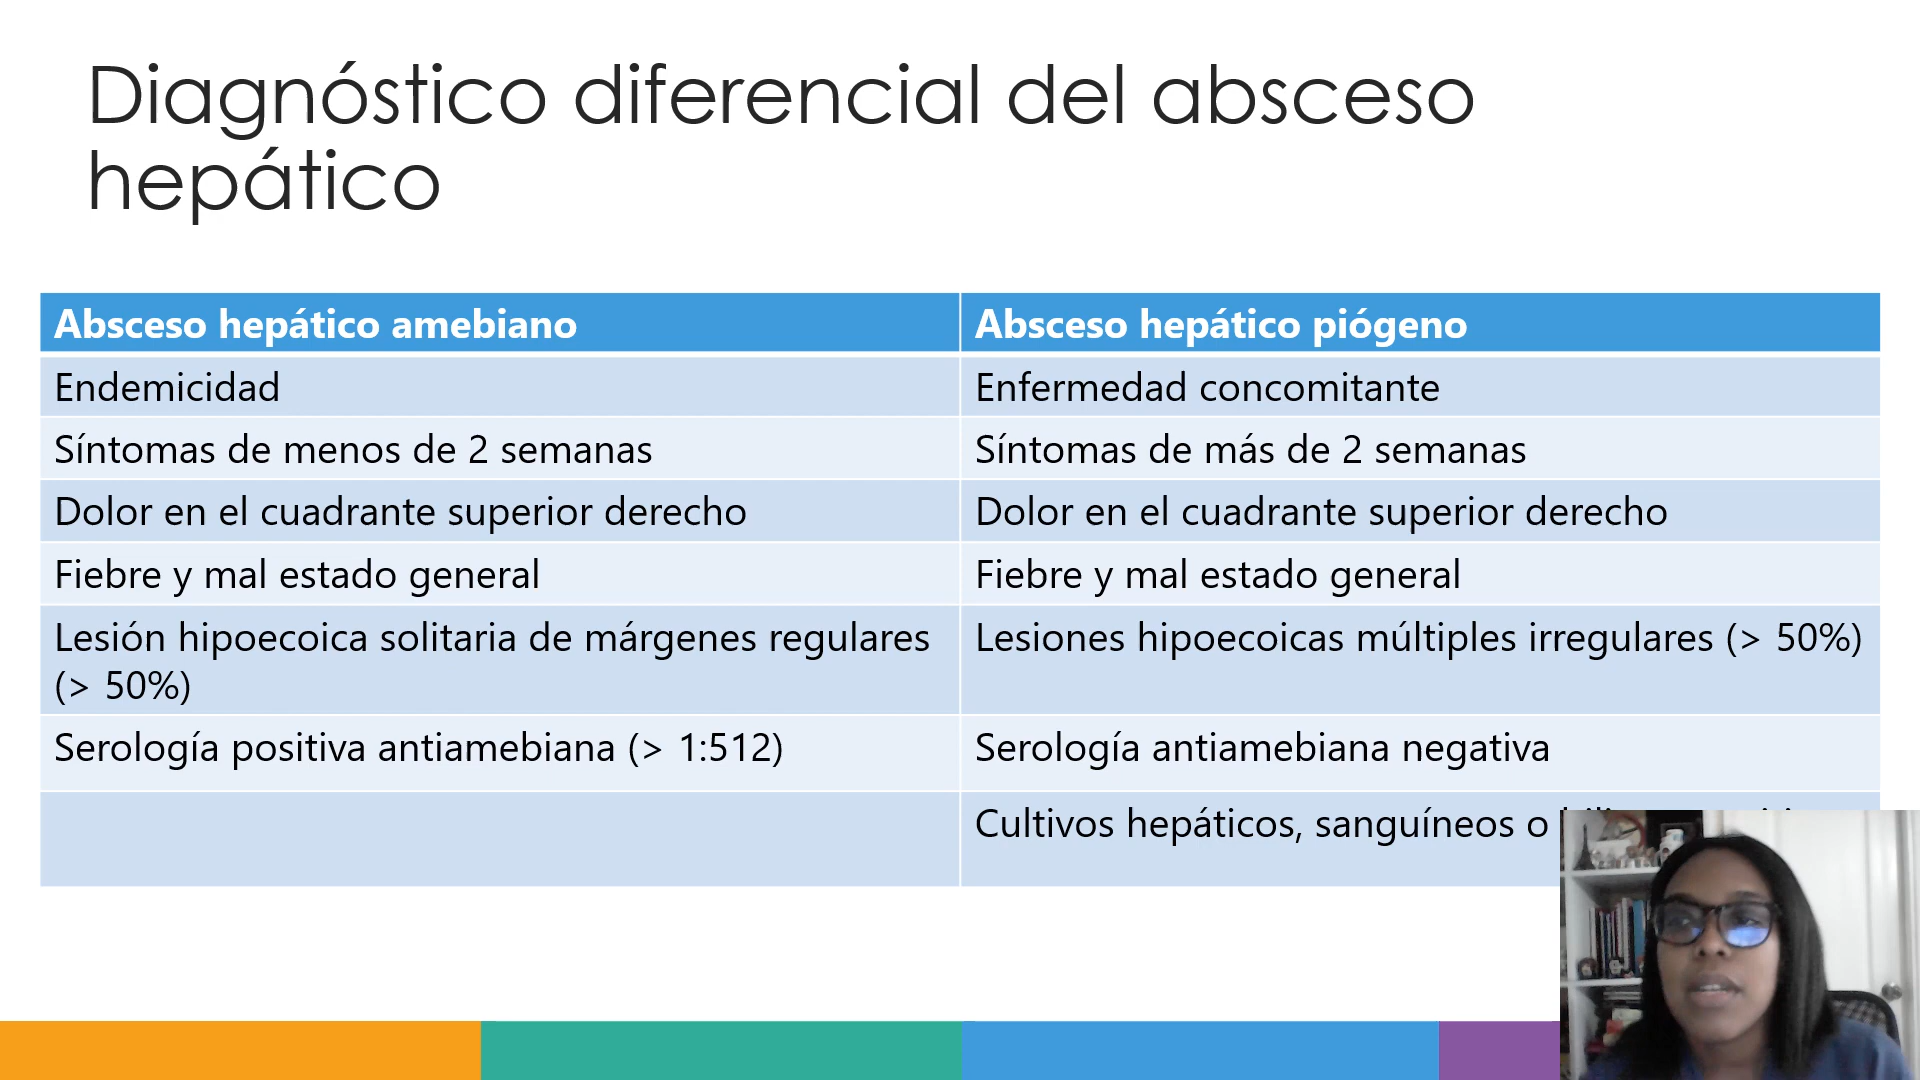 Diagnóstico diferencial del absceso
hepático
Absceso hepático amebiano
Absceso hepático piógeno
Endemicidad
Enfermedad concomitante
Síntomas de menos de 2 semanas
Síntomas de más de 2 semanas
Dolor en el cuadrante superior derecho
Dolor en el cuadrante superior derecho
Fiebre y mal estado general
Fiebre y mal estado general
Lesión hipoecoica solitaria de márgenes regulares
(> 50%)
Lesiones hipoecoicas múltiples irregulares (> 50%)
Serología positiva antiamebiana (> 1:512)
Serología antiamebiana negativa
Cultivos hepáticos, sanguíneos o